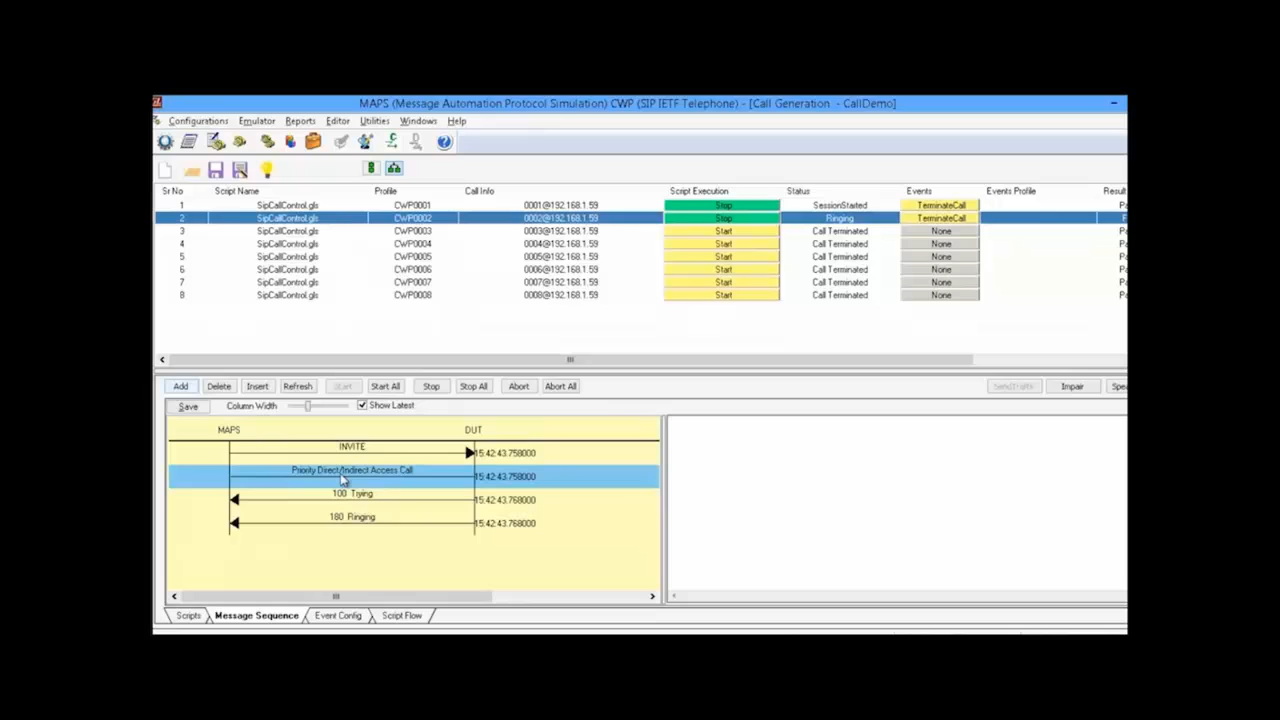 MAPS (Message Automation Protocol Simulation) CWP (SIP IETF Telephone) - [Call Generation - CallDemo]
Configurations Emulator Reports Editor Utilities Windows Help
Sr No Script Name Profile Call Info Script Execution Status Events Events Profile Result
1 SipCallControl.gls CWP0001 0001@192.168.1.59 Stop SessionStarted TerminateCall Pa
2 SipCallControl.gls CWP0002 0002@192.168.1.59 Stop Ringing TerminateCall
3 SipCallControl.gls CWP0003 0003@192.168.1.59 Start Call Terminated None Pa
4 SipCallControl.gls CWP0004 0004@192.168.1.59 Start Call Terminated None Pa
5 SipCallControl.gls CWP0005 0005@192.168.1.59 Start Call Terminated None Pa
6 SipCallControl.gls CWP0006 0006@192.168.1.59 Start Call Terminated None Pa
7 SipCallControl.gls CWP0007 0007@192.168.1.59 Start Call Terminated None Pa
8 SipCallControl.gls CWP0008 0008@192.168.1.59 Start Call Terminated None Pa
Add Delete Insert Refresh Start Start All Stop Stop All Abort Abort All Impair Spe
Save Column Width Show Latest
MAPS DUT
INVITE 15:42:43.758000
Priority Direct/Indirect Access Call 15:42:43.758000
100 Trying 15:42:43.768000
180 Ringing 15:42:43.768000
Scripts Message Sequence Event Config Script Flow